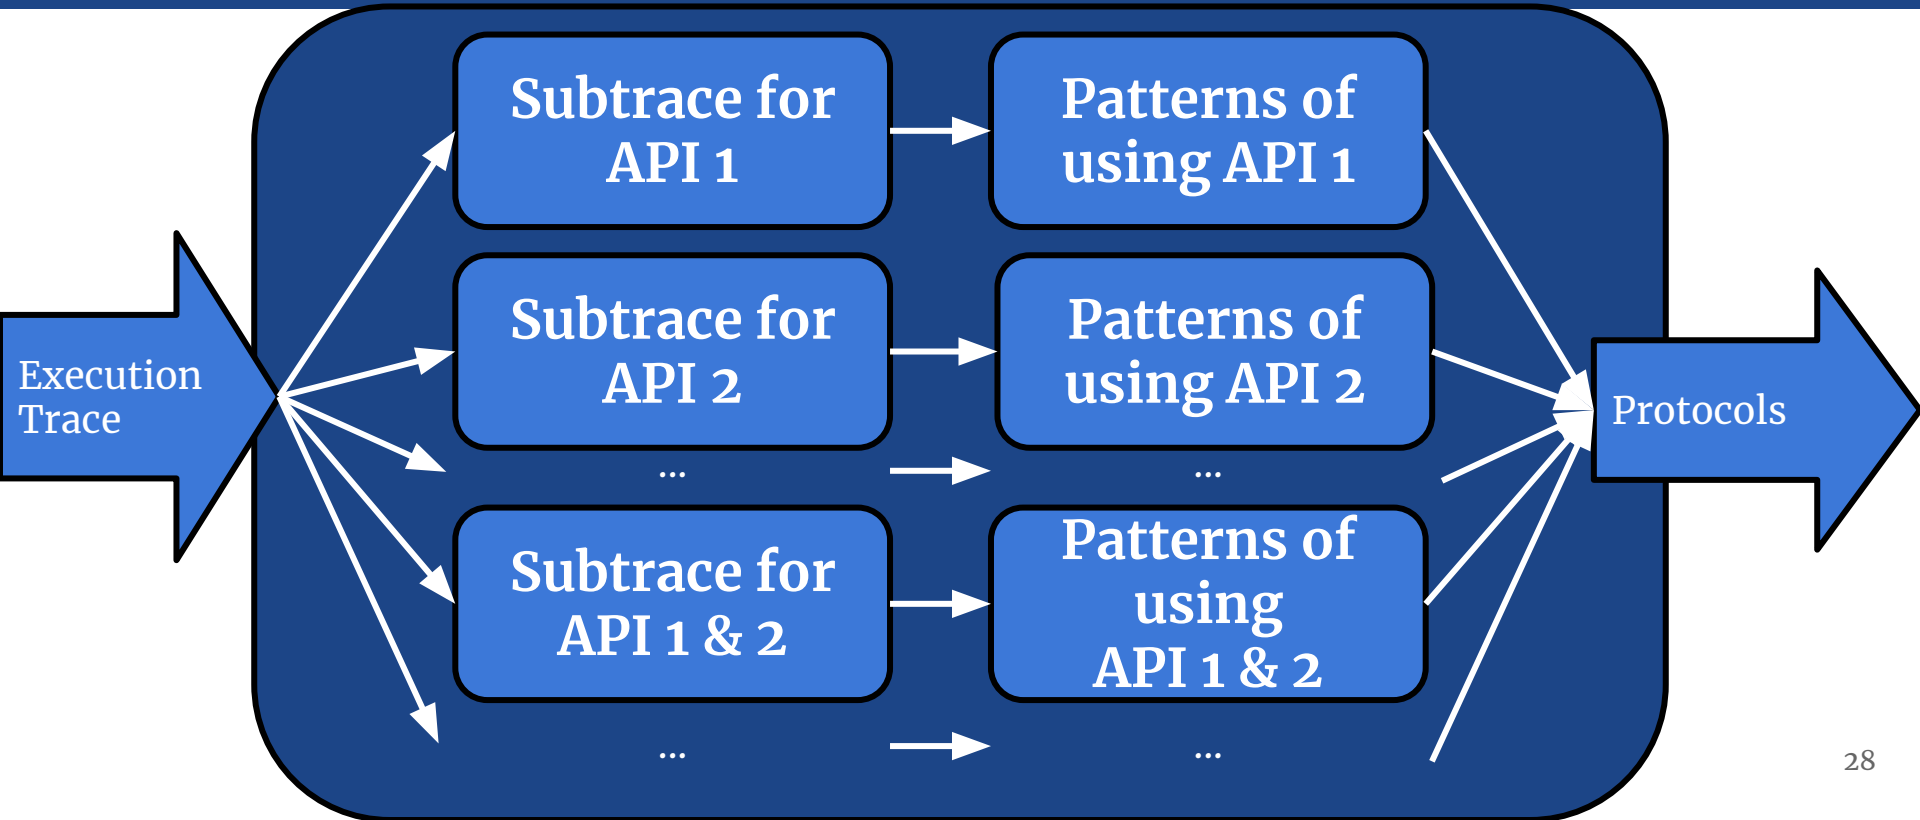 Execution
Trace
Subtrace for
API 1
Patterns of
using API 1
Subtrace for
API 2
Patterns of
using API 2
...
...
Subtrace for
API 1 & 2
Patterns of
using
API 1 & 2
...
...
Protocols
28